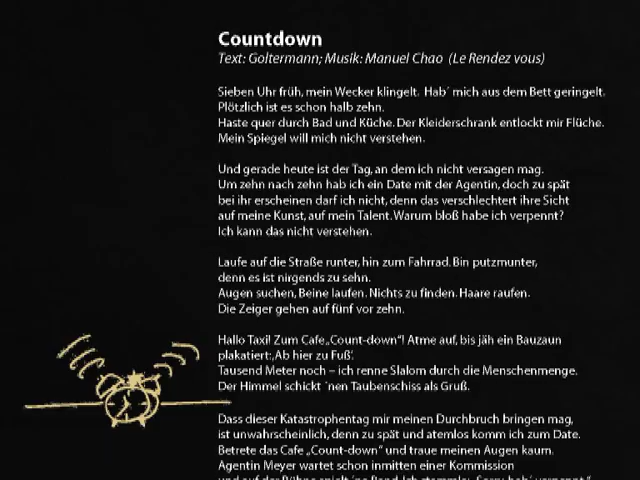 Countdown
Text: Goltermann; Musik: Manuel Chao (Le Rendez vous)
Sieben Uhr früh, mein Wecker klingelt. Hab´ mich aus dem Bett geringelt.
Plötzlich ist es schon halb zehn.
Haste quer durch Bad und Küche. Der Kleiderschrank entlockt mir Flüche.
Mein Spiegel will mich nicht verstehen.
Und gerade heute ist der Tag, an dem ich nicht versagen mag.
Um zehn nach zehn hab ich ein Date mit der Agentin, doch zu spät
bei ihr erscheinen darf ich nicht, denn das verschlechtert ihre Sicht
auf meine Kunst, auf mein Talent. Warum bloß habe ich verpennt?
Ich kann das nicht verstehen.
Laufe auf die Straße runter, hin zum Fahrrad. Bin putzmunter,
denn es ist nirgends zu sehn.
Augen suchen, Beine laufen. Nichts zu finden. Haare raufen.
Die Zeiger gehen auf fünf vor zehn.
Hallo Taxi! Zum Cafe„Count-down“! Atme auf, bis jäh ein Bauzaun
plakatiert:‚Ab hier zu Fuß‘.
Tausend Meter noch – ich renne Slalom durch die Menschenmenge.
Der Himmel schickt ´nen Taubenschiss als Gruß.
Dass dieser Katastrophentag mir meinen Durchbruch bringen mag,
ist unwahrscheinlich, denn zu spät und atemlos komm ich zum Date.
Betrete das Cafe „Count-down“ und traue meinen Augen kaum.
Agentin Meyer wartet schon inmitten einer Kommission